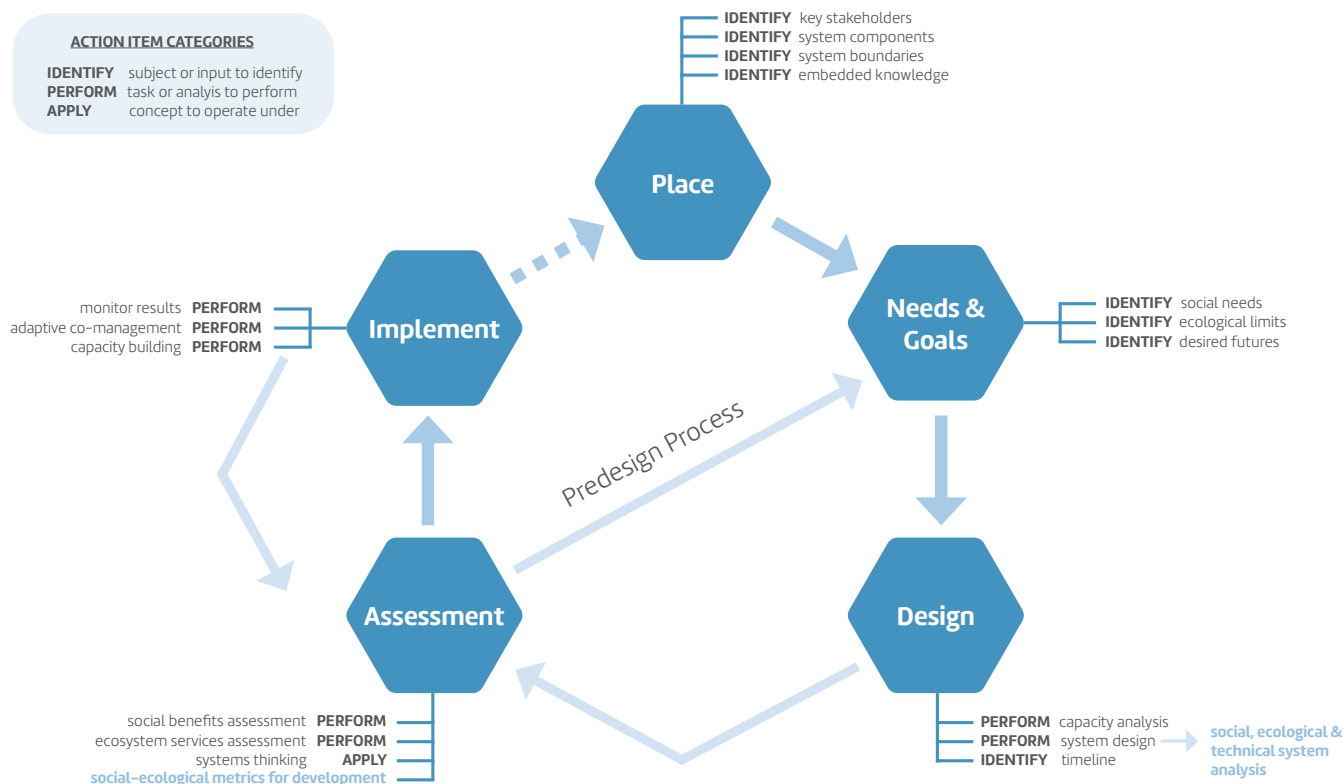 ACTION ITEM CATEGORIES
IDENTIFY subject or input to identify
PERFORM task or analyis to perform
APPLY concept to operate under
IDENTIFY key stakeholders
IDENTIFY system components
IDENTIFY system boundaries
IDENTIFY embedded knowledge
Place
Needs &
Goals
IDENTIFY social needs
IDENTIFY ecological limits
IDENTIFY desired futures
Implement
monitor results PERFORM
adaptive co-management PERFORM
capacity building PERFORM
Predesign Process
Assessment
social benefits assessment PERFORM
ecosystem services assessment PERFORM
systems thinking APPLY
social-ecological metrics for development
Design
PERFORM capacity analysis
PERFORM system design
IDENTIFY timeline
social, ecological &
technical system
analysis